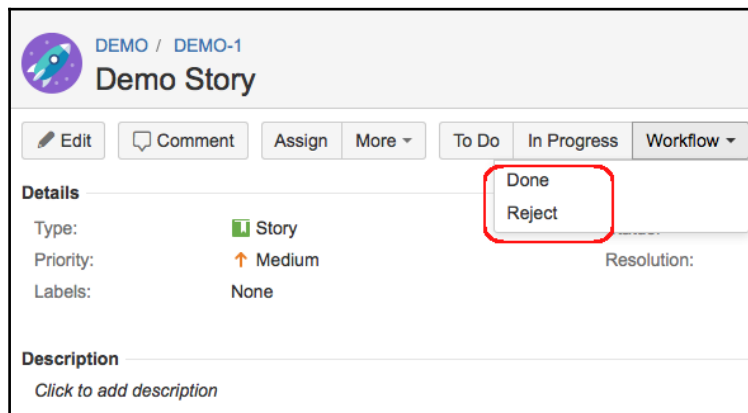 DEMO / DEMO-1
Demo Story
Edit Comment Assign More To Do In Progress Workflow
Done
Reject
Details
Type: Story
Priority: Medium Resolution:
Labels: None
Description
Click to add description